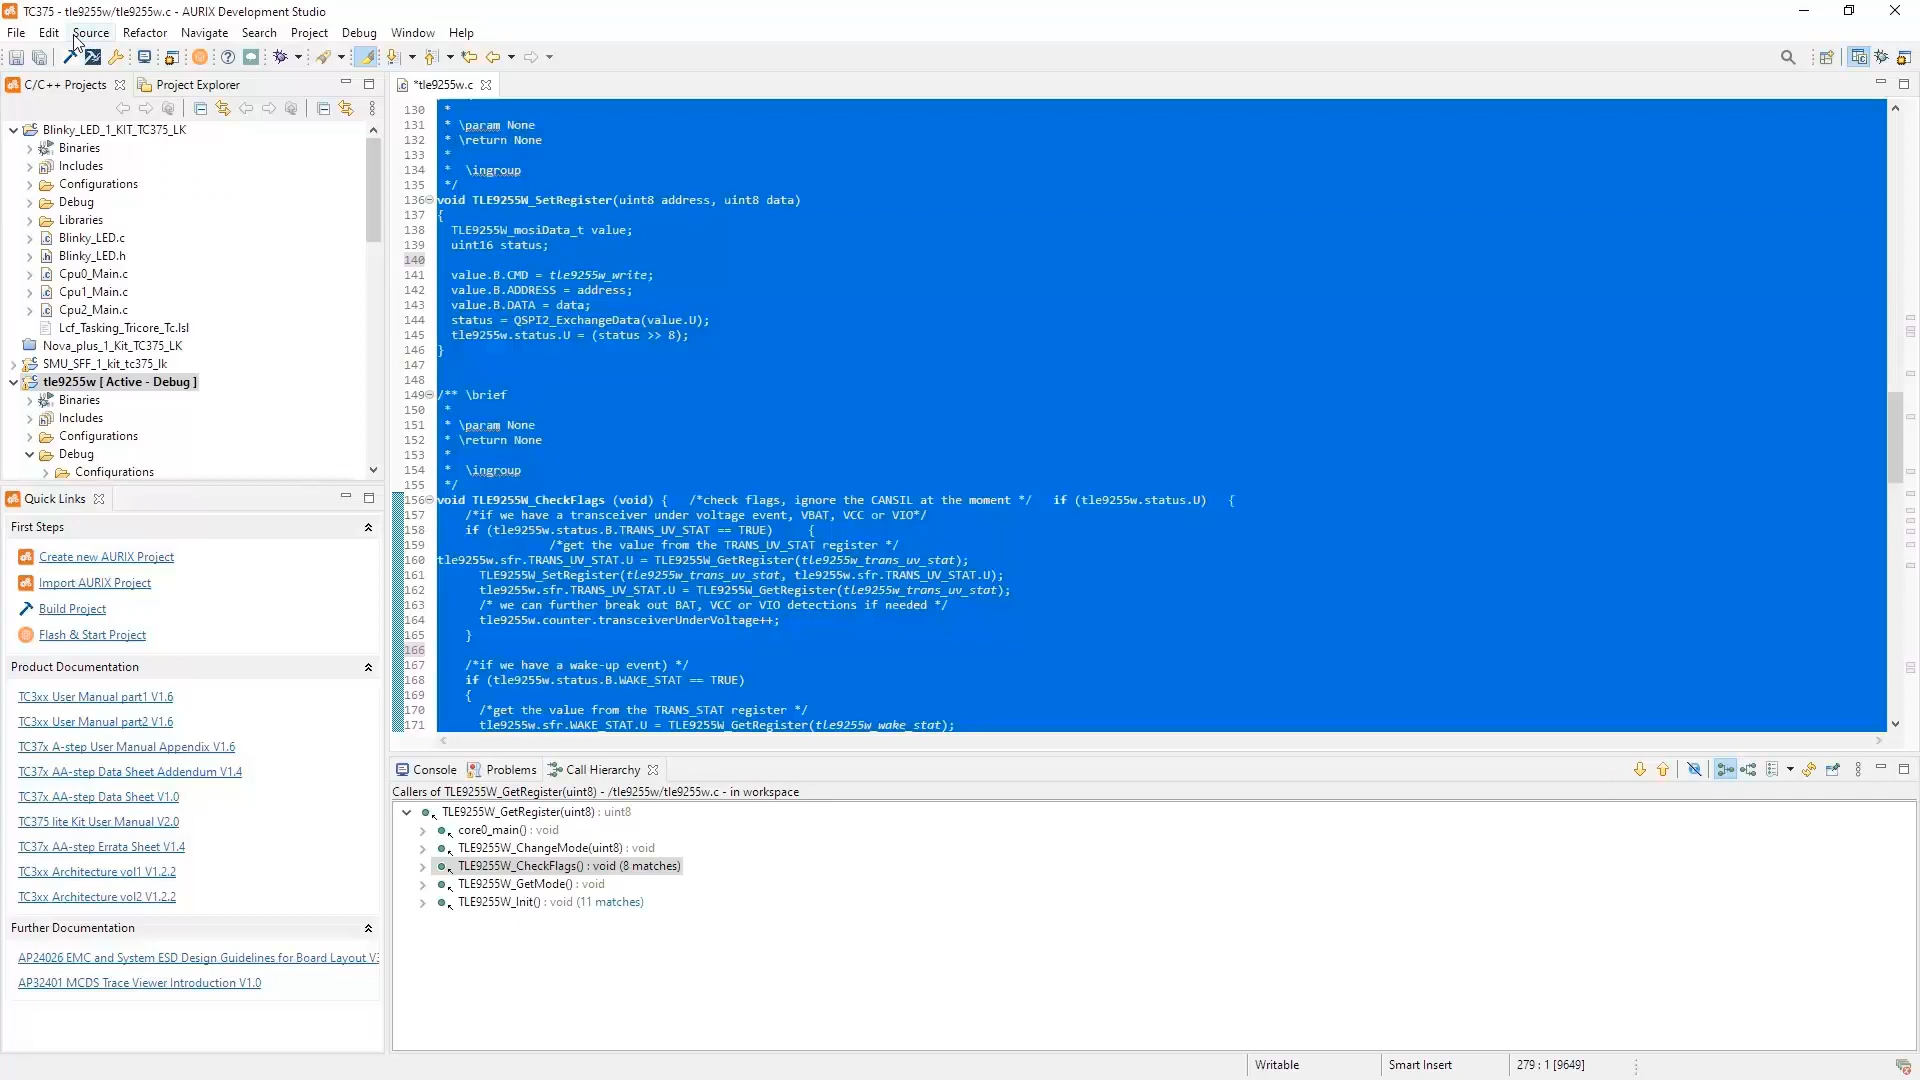 TC375 - tle9255w/tle9255w.c - AURIX Development Studio
File Edit Source Refactor Navigate Search Project Debug Window Help
C/C++ Projects Project Explorer
Blinky_LED_1_KIT_TC375_LK
Binaries
Includes
Configurations
Debug
Libraries
Blinky_LED.c
Blinky_LED.h
Cpu0_Main.c
Cpu1_Main.c
Cpu2_Main.c
Lcf_Tasking_Tricore_Tc.lsl
Nova_plus_1_Kit_TC375_LK
SMU_SFF_1_kit_tc375_lk
tle9255w [ Active - Debug ]
Binaries
Includes
Configurations
Debug
Configurations
Quick Links
First Steps
Create new AURIX Project
Import AURIX Project
Build Project
Flash & Start Project
Product Documentation
TC3xx User Manual part1 V1.6
TC3xx User Manual part2 V1.6
TC37x A-step User Manual Appendix V1.6
TC37x AA-step Data Sheet Addendum V1.4
TC37x AA-step Data Sheet V1.0
TC375 lite Kit User Manual V2.0
TC37x AA-step Errata Sheet V1.4
TC3xx Architecture vol1 V1.2.2
TC3xx Architecture vol2 V1.2.2
Further Documentation
AP24026 EMC and System ESD Design Guidelines for Board Layout V3
AP32401 MCDS Trace Viewer Introduction V1.0
*tle9255w.c
130 *
131 * \param None
132 * \return None
133 *
134 * \ingroup
135 */
136 void TLE9255W_SetRegister(uint8 address, uint8 data)
137 {
138 TLE9255W_mosiData_t value;
139 uint16 status;
140
141 value.B.CMD = tle9255w_write;
142 value.B.ADDRESS = address;
143 value.B.DATA = data;
144 status = QSPI2_ExchangeData(value.U);
145 tle9255w.status.U = (status >> 8);
146 }
147
148
149 /** \brief
150 *
151 * \param None
152 * \return None
153 *
154 * \ingroup
155 */
156 void TLE9255W_CheckFlags (void) { /*check flags, ignore the CANSIL at the moment */ if (tle9255w.status.U) {
157 /*if we have a transceiver under voltage event, VBAT, VCC or VIO*/
158 if (tle9255w.status.B.TRANS_UV_STAT == TRUE) {
159 /*get the value from the TRANS_UV_STAT register */
160 tle9255w.sfr.TRANS_UV_STAT.U = TLE9255W_GetRegister(tle9255w_trans_uv_stat);
161 TLE9255W_SetRegister(tle9255w_trans_uv_stat, tle9255w.sfr.TRANS_UV_STAT.U);
162 tle9255w.sfr.TRANS_UV_STAT.U = TLE9255W_GetRegister(tle9255w_trans_uv_stat);
163 /* we can further break out BAT, VCC or VIO detections if needed */
164 tle9255w.counter.transceiverUnderVoltage++;
165 }
166
167 /*if we have a wake-up event) */
168 if (tle9255w.status.B.WAKE_STAT == TRUE)
169 {
170 /*get the value from the TRANS_STAT register */
171 tle9255w.sfr.WAKE_STAT.U = TLE9255W_GetRegister(tle9255w_wake_stat);
Console Problems Call Hierarchy
Callers of TLE9255W_GetRegister(uint8) - /tle9255w/tle9255w.c - in workspace
TLE9255W_GetRegister(uint8) : uint8
core0_main() : void
TLE9255W_ChangeMode(uint8) : void
TLE9255W_CheckFlags() : void (8 matches)
TLE9255W_GetMode() : void
TLE9255W_Init() : void (11 matches)
Writable Smart Insert 279 : 1 [9649]